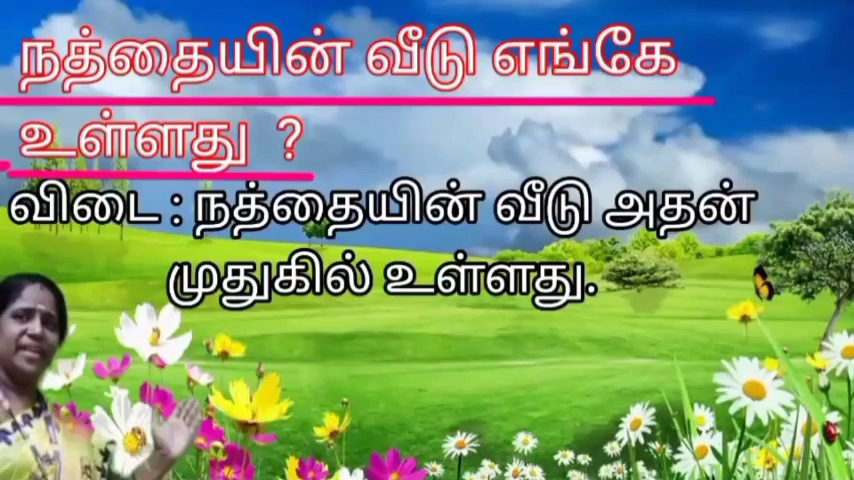 நத்தையின் வீடு எங்கே
உள்ளது ?
விடை : நத்தையின் வீடு அதன்
முதுகில் உள்ளது.